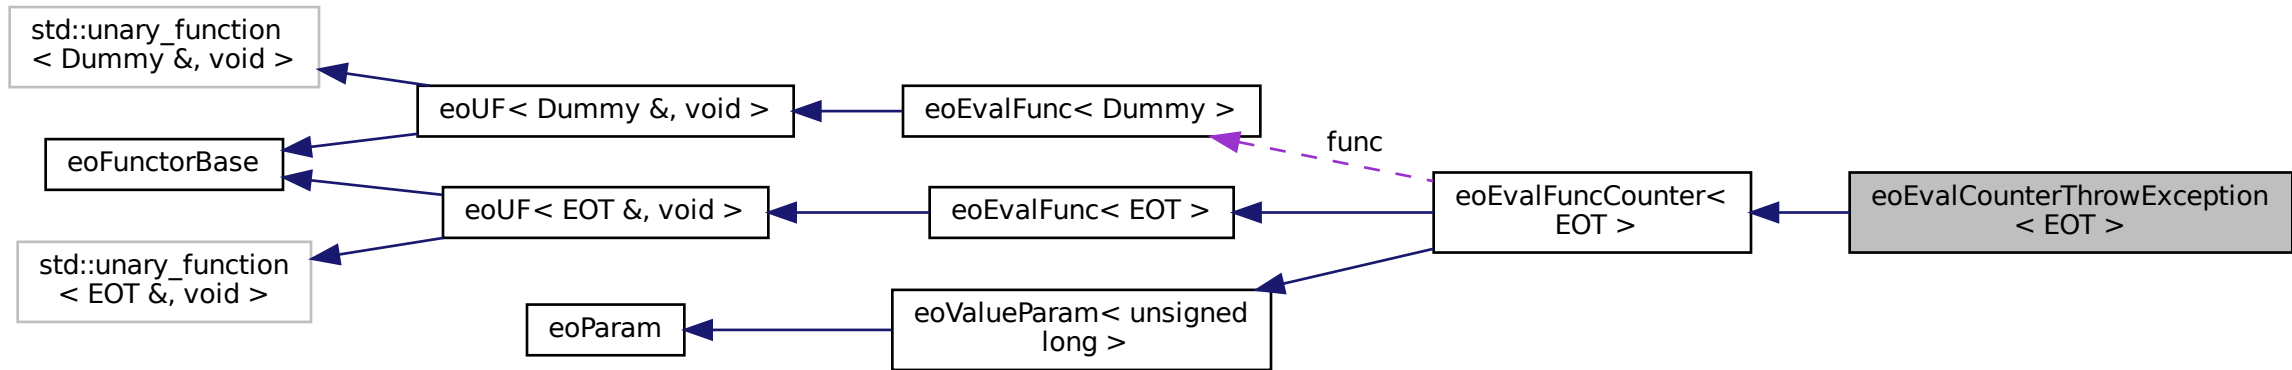 std::unary_function
< Dummy &, void >
eoUF< Dummy &, void >
eoEvalFunc< Dummy >
func
eoFunctorBase
eoUF< EOT &, void >
eoEvalFunc< EOT >
eoEvalFuncCounter<
EOT >
eoEvalCounterThrowException
< EOT >
std::unary_function
< EOT &, void >
eoParam
eoValueParam< unsigned
long >